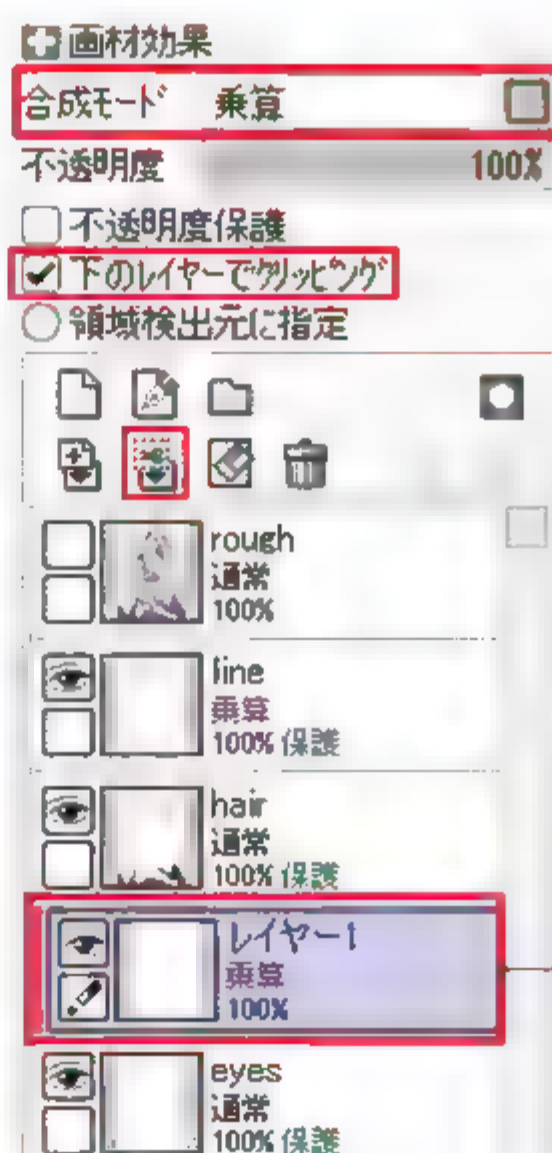 画材効果
合成モード 乗算
不透明度 100%
不透明度保護
下のレイヤーでクリッピング
領域検出元に指定
rough
通常
100%
line
乗算
100% 保護
hair
通常
100% 保護
レイヤー1
乗算
100%
eyes
通常
100% 保護